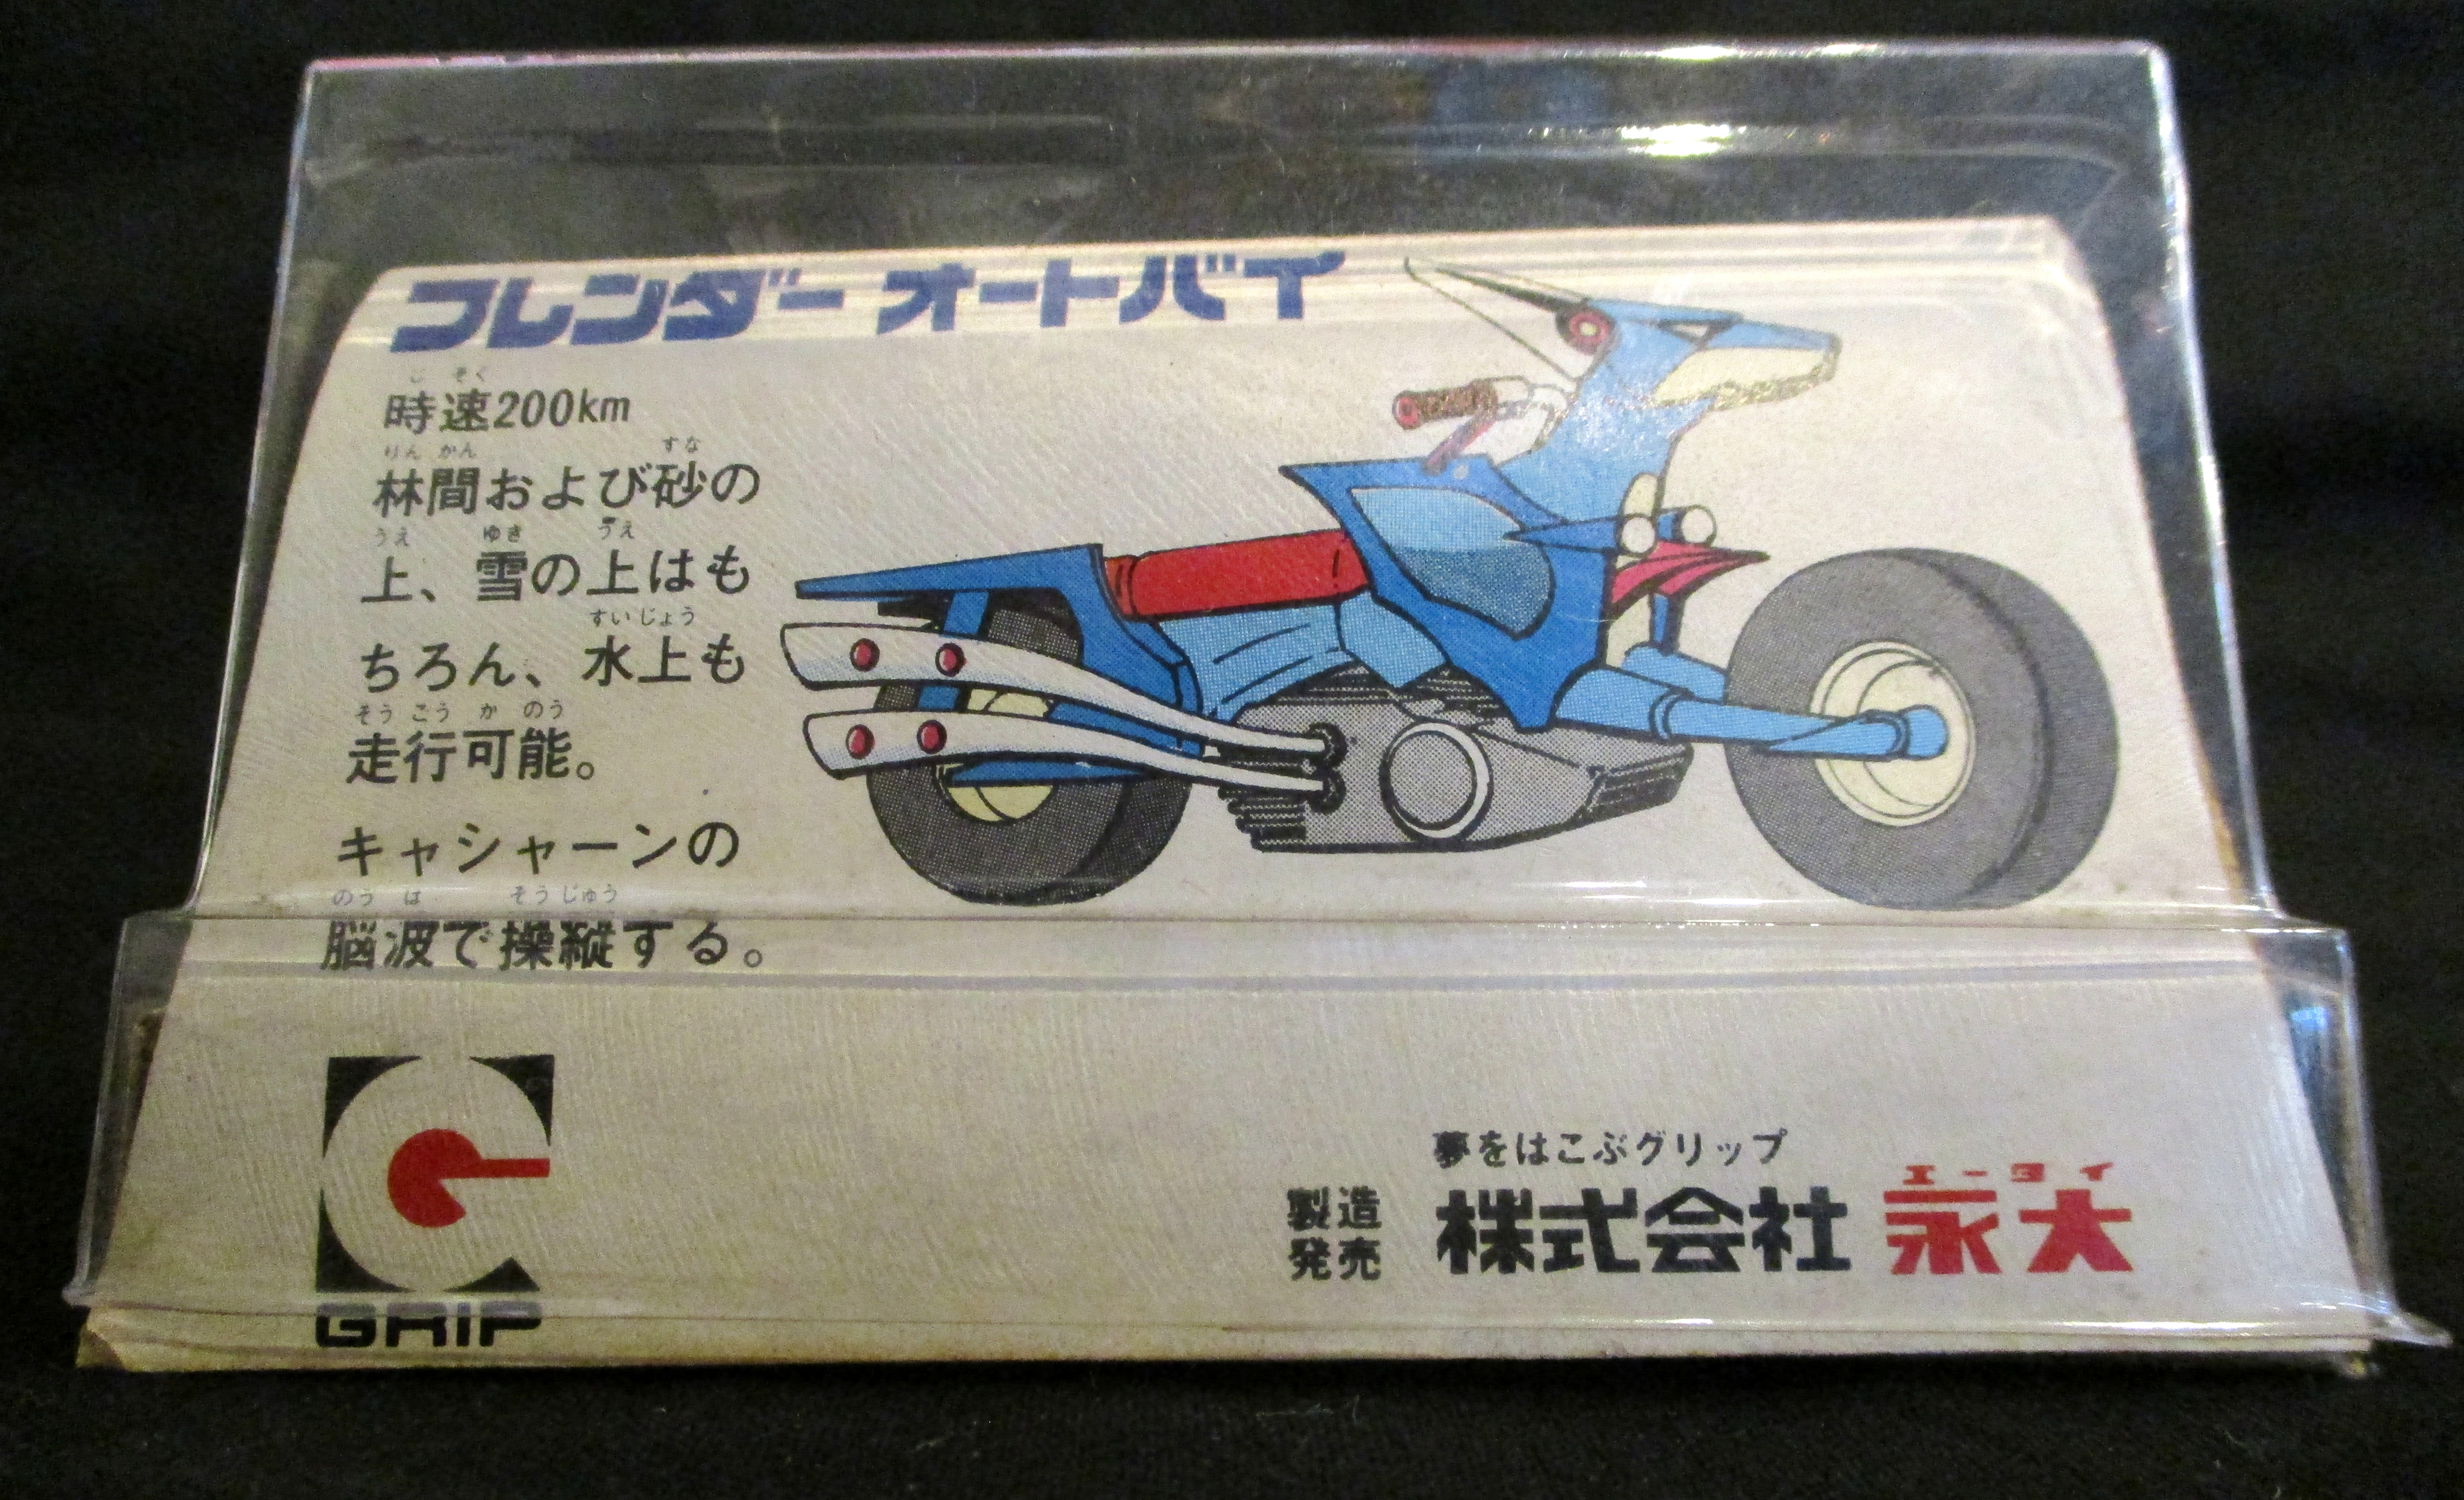 フレンダー オートバイ
じ そく
時速200km
りん かん すな
林間および砂の
うえ ゆき うえ
上、雪の上はも
すい じょう
ちろん、水上も
そう こう か のう
走行可能。
キャシャーンの
のう は そう じゅう
脳波で操縦する。
GRIP
夢をはこぶグリップ
製造
発売
株式会社
エータイ
永大